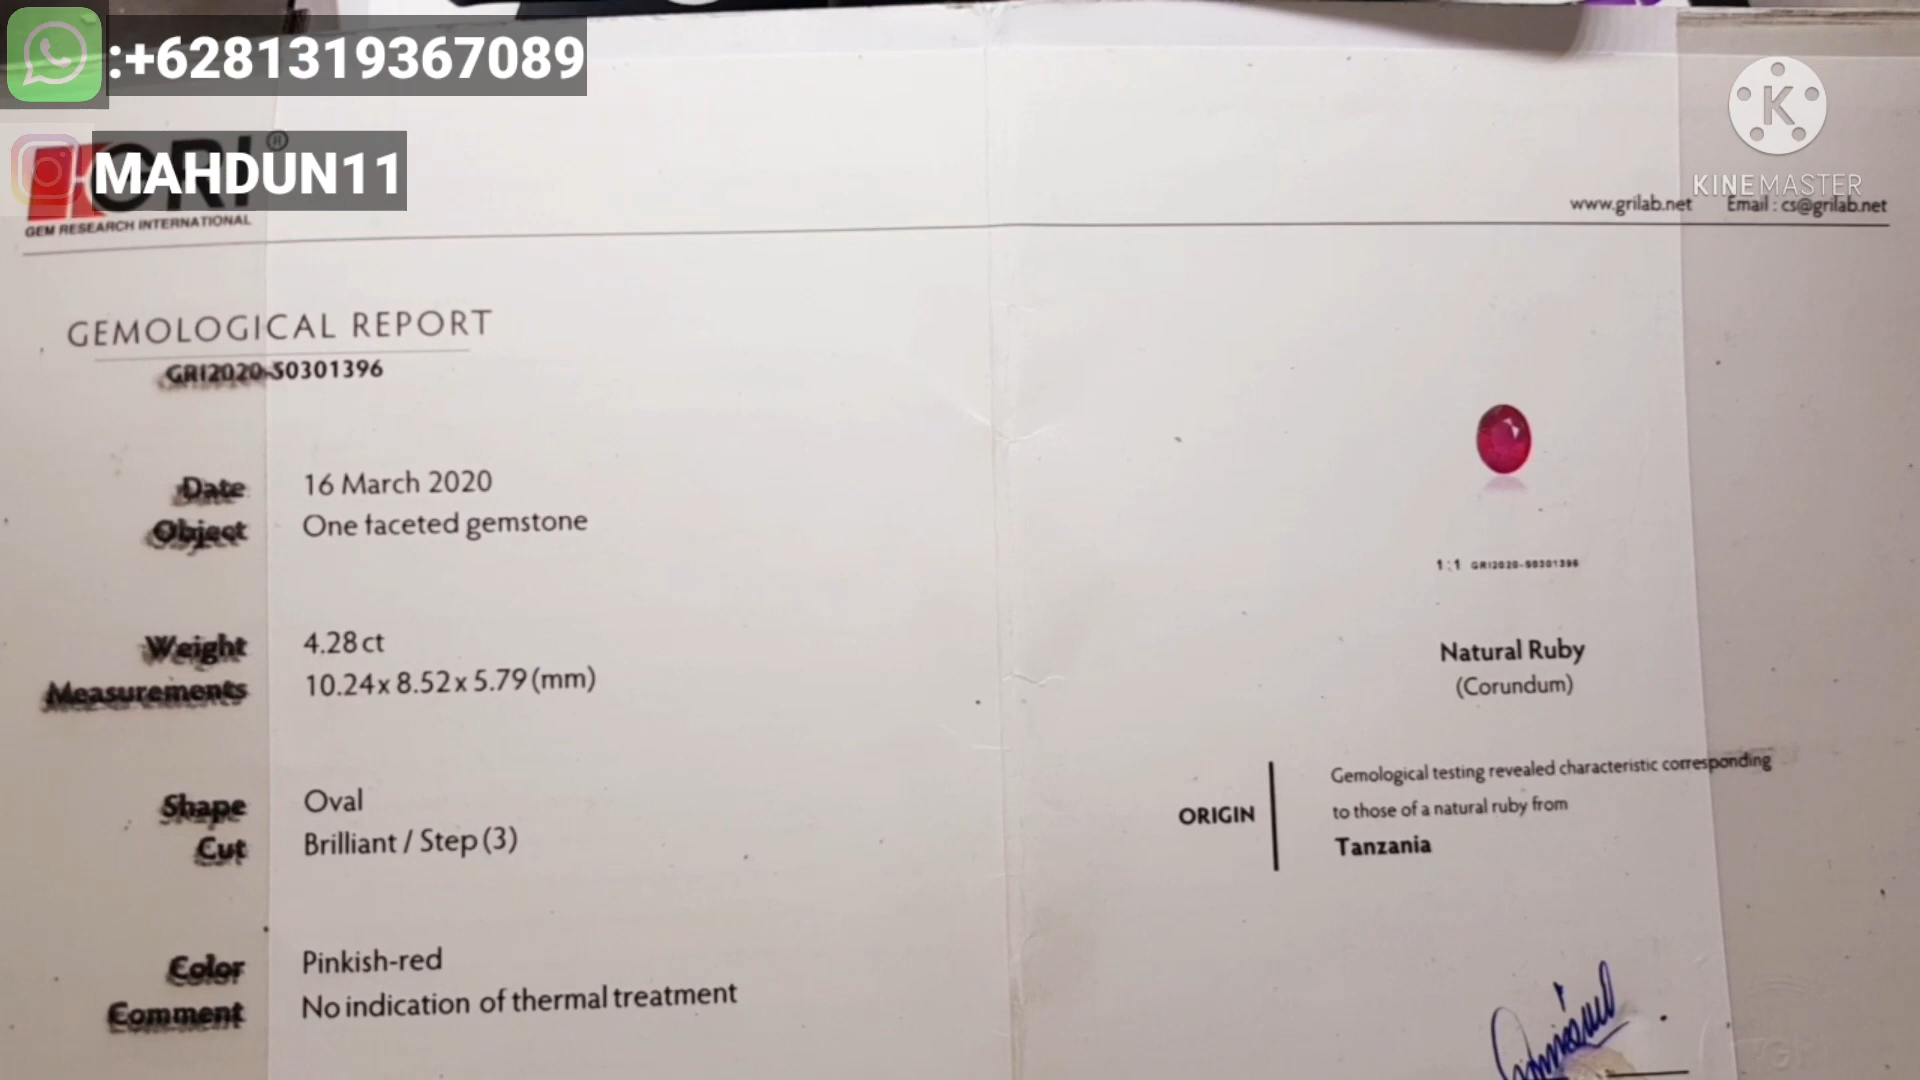 :+6281319367089
MAHDUN11
GRI®
GEM RESEARCH INTERNATIONAL
K
KINEMASTER
www.grilab.net Email : cs@grilab.net
GEMOLOGICAL REPORT
GRI2020-S0301396
Date 16 March 2020
Object One faceted gemstone
Weight 4.28 ct
Measurements 10.24 x 8.52 x 5.79 (mm)
Shape Oval
Cut Brilliant / Step (3)
Color Pinkish-red
Comment No indication of thermal treatment
1 : 1 GRI2020-S0301396
Natural Ruby
(Corundum)
ORIGIN
Gemological testing revealed characteristic corresponding
to those of a natural ruby from
Tanzania